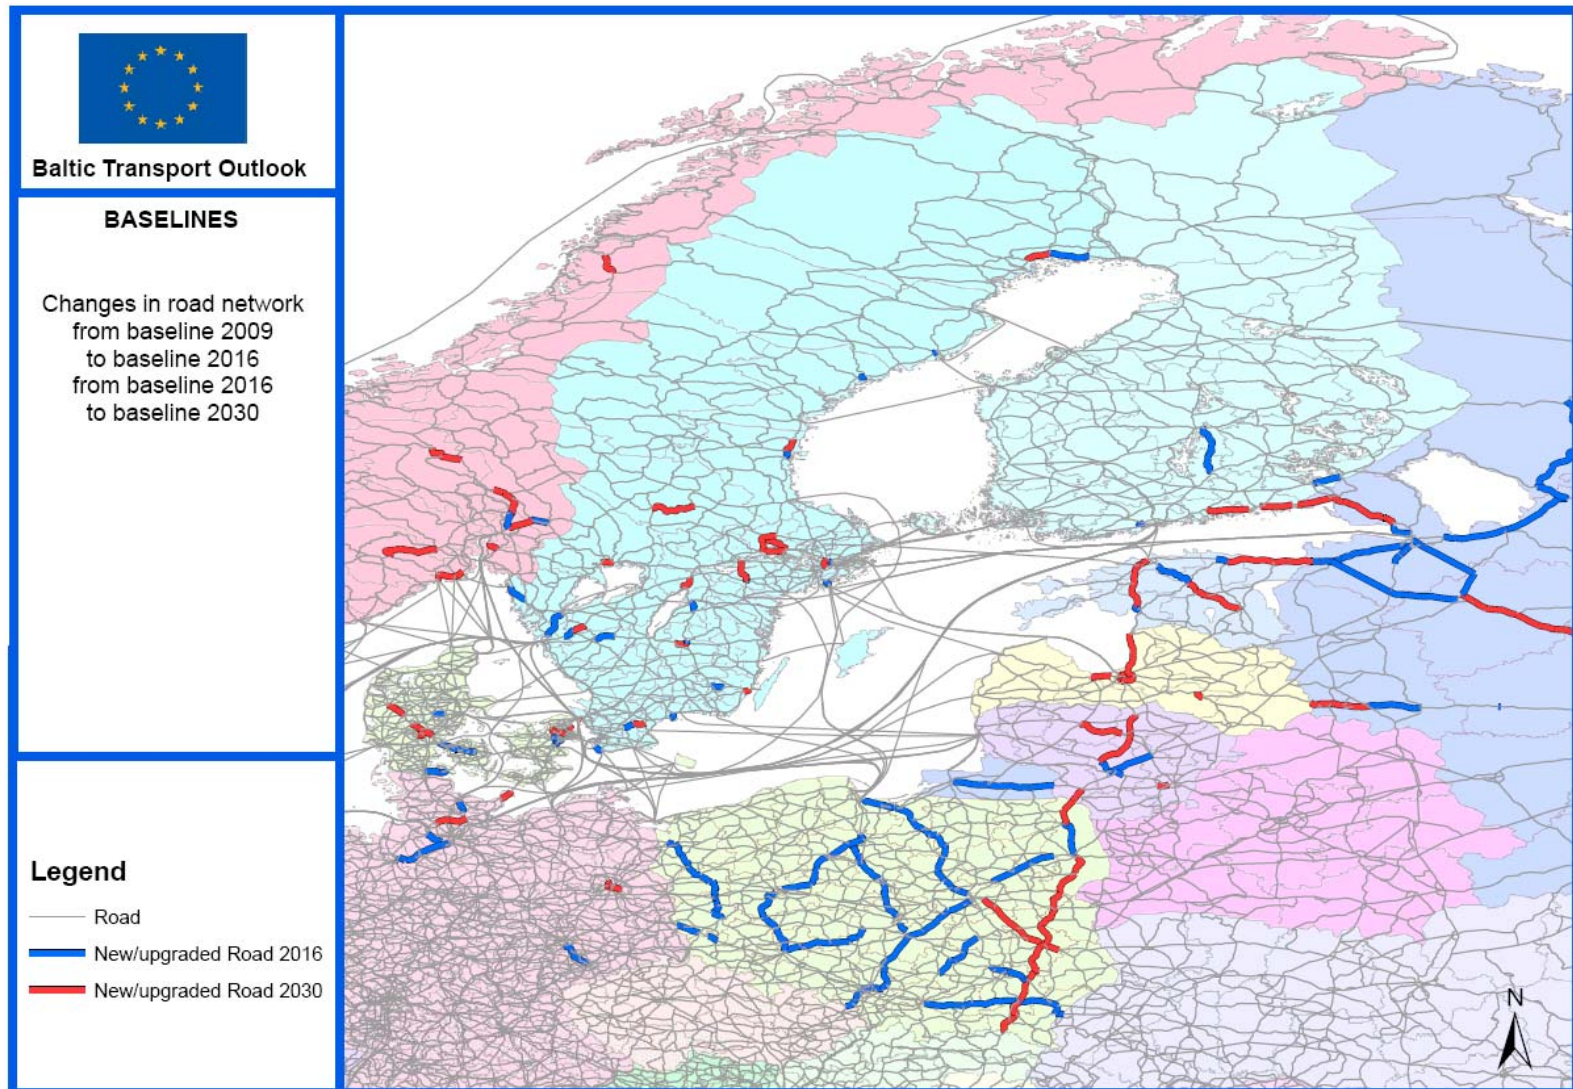 Baltic Transport Outlook
BASELINES
Changes in road network
from baseline 2009
to baseline 2016
from baseline 2016
to baseline 2030
Legend
Road
New/upgraded Road 2016
New/upgraded Road 2030
N